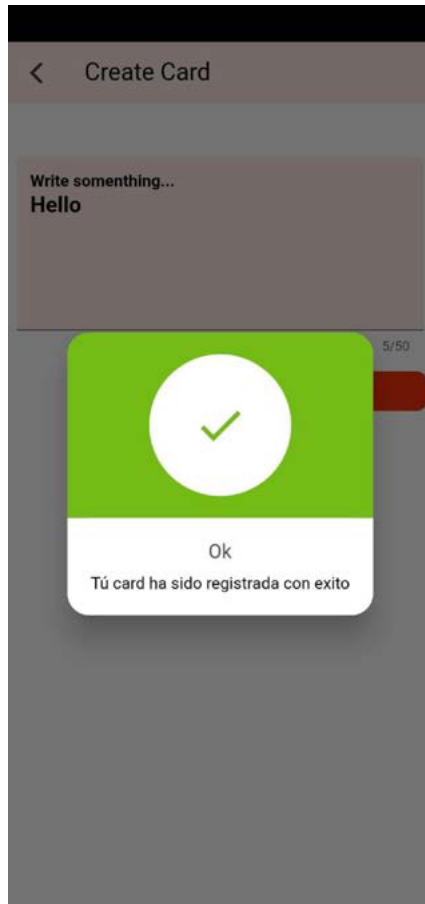 Create Card
Write somenthing...
Hello
5/50
Ok
Tú card ha sido registrada con exito